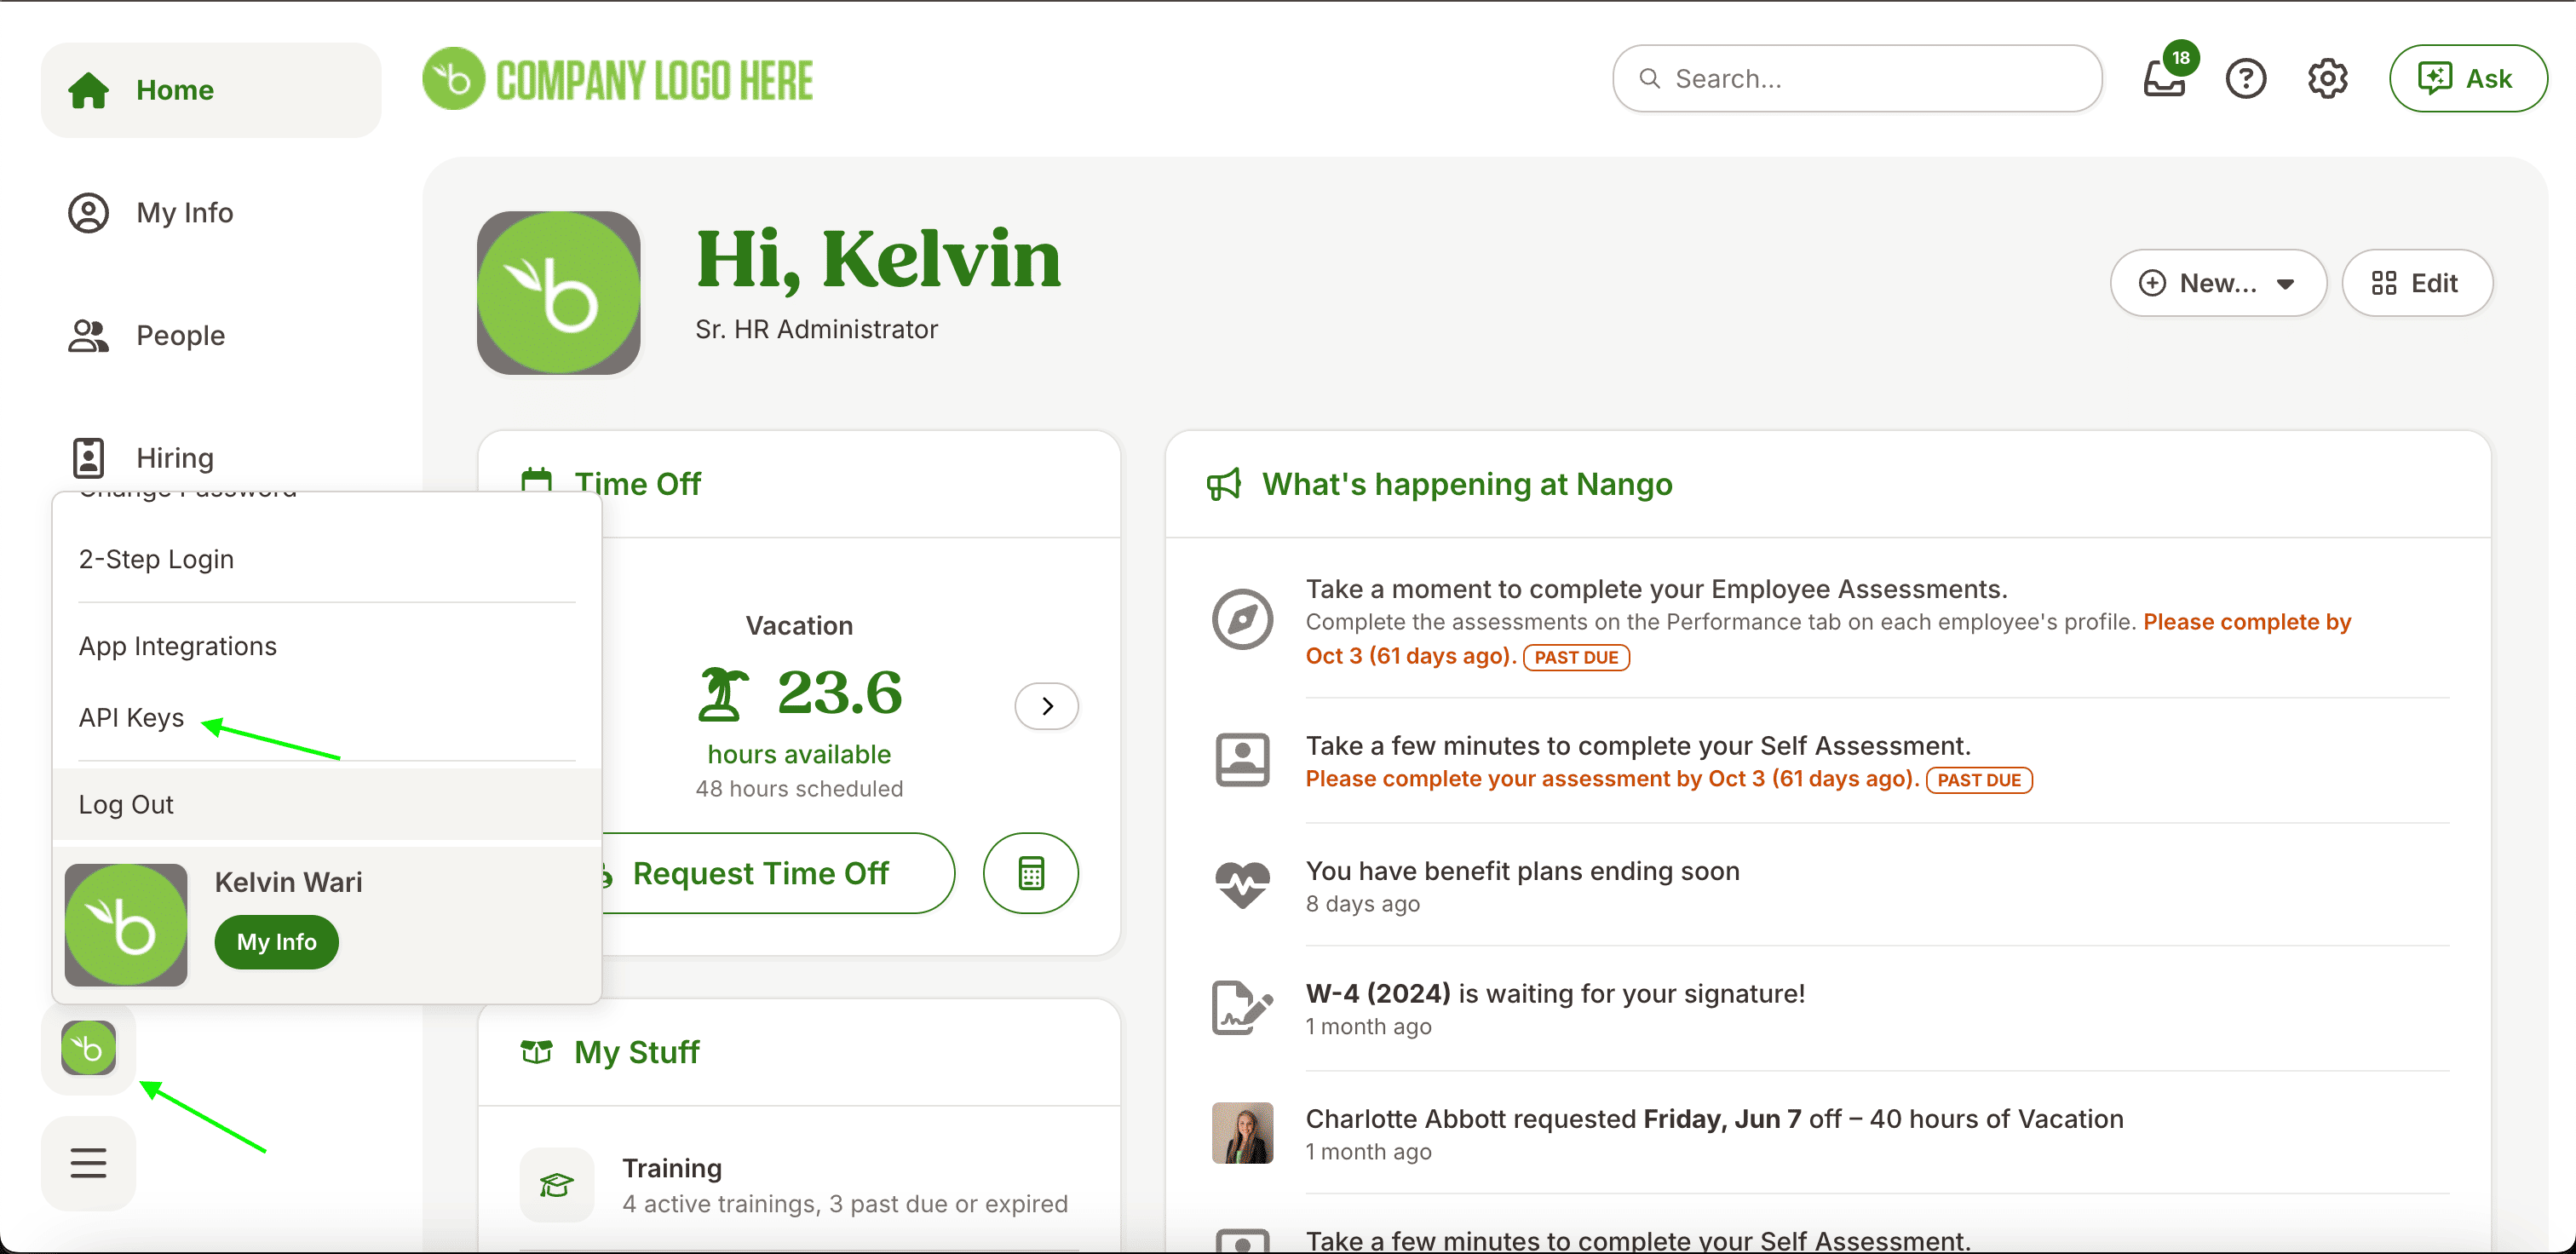 Home
COMPANY LOGO HERE
Search...
18
Ask
My Info
People
Hiring
Hi, Kelvin
Sr. HR Administrator
New...
Edit
Change Password
2-Step Login
App Integrations
API Keys
Log Out
Kelvin Wari
My Info
Time Off
Vacation
23.6
hours available
48 hours scheduled
Request Time Off
My Stuff
Training
4 active trainings, 3 past due or expired
What's happening at Nango
Take a moment to complete your Employee Assessments.
Complete the assessments on the Performance tab on each employee's profile. Please complete by
Oct 3 (61 days ago). PAST DUE
Take a few minutes to complete your Self Assessment.
Please complete your assessment by Oct 3 (61 days ago). PAST DUE
You have benefit plans ending soon
8 days ago
W-4 (2024) is waiting for your signature!
1 month ago
Charlotte Abbott requested Friday, Jun 7 off – 40 hours of Vacation
1 month ago
Take a few minutes to complete your Self Assessment.